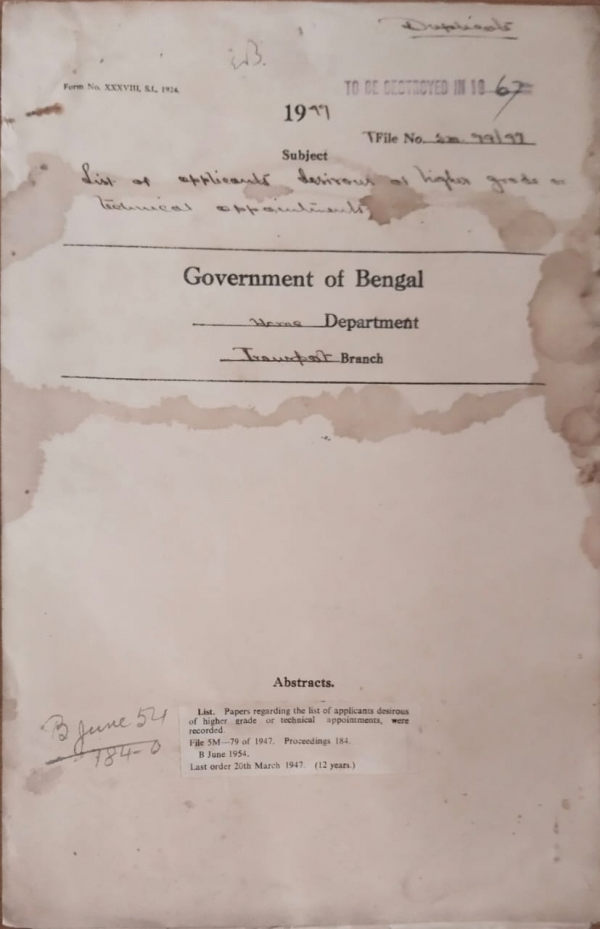 Duplicate
B.
Form No. XXXVIII, S.I., 1924.
TO BE DESTROYED IN 19 67
1947
File No. 5M 79/47
Subject
List of applicants desirous of higher grade or
technical appointments
Government of Bengal
Home Department
Transport Branch
Abstracts.
List. Papers regarding the list of applicants desirous
of higher grade or technical appointments, were
recorded.
File 5M—79 of 1947. Proceedings 184.
B June 1954.
Last order 20th March 1947. (12 years.)
B June 54
184-